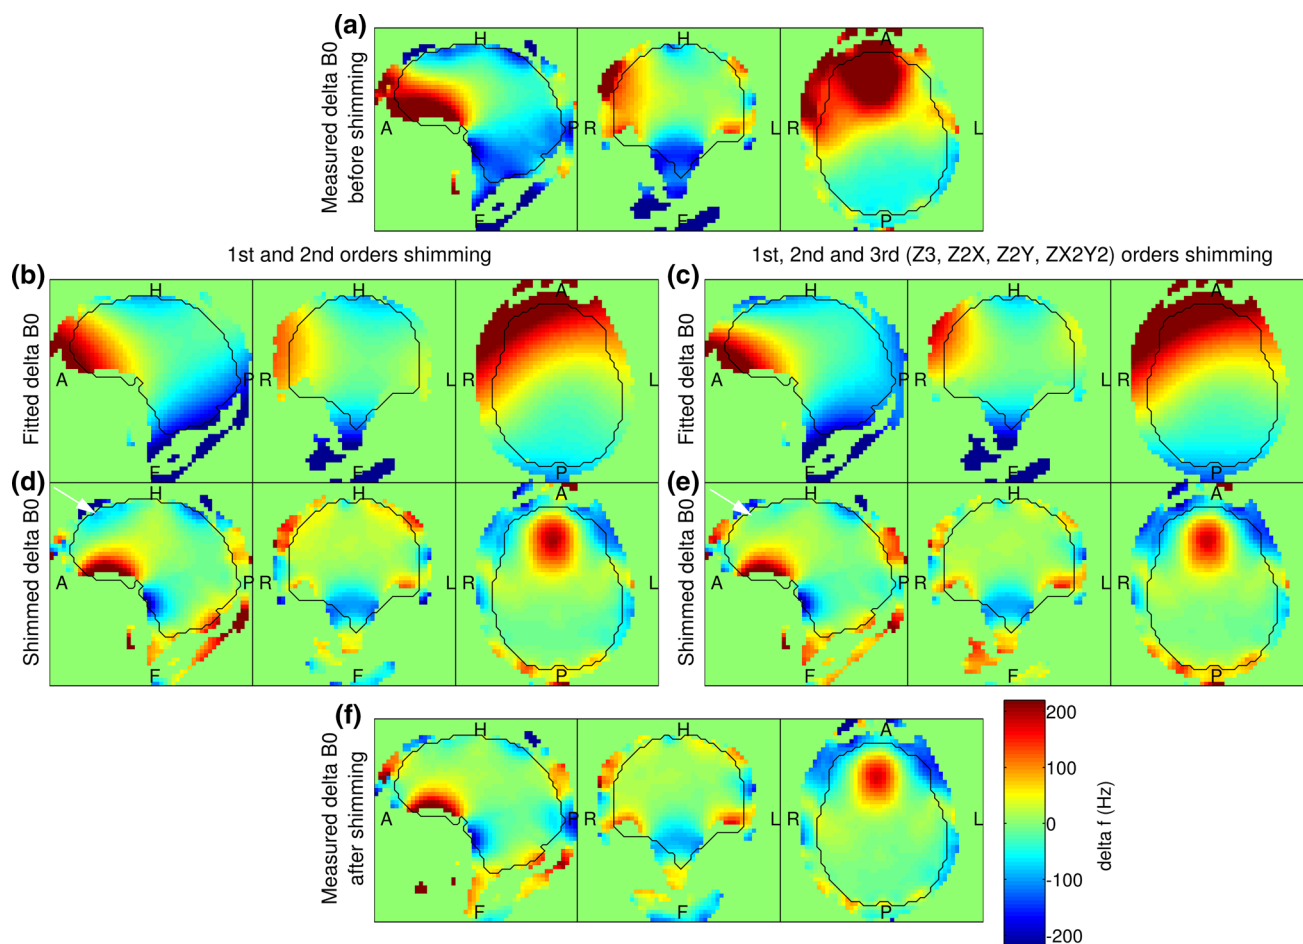 (a)
Measured delta B0
before shimming
H
A
P
F
H
R
L
F
A
R
L
P
1st and 2nd orders shimming
1st, 2nd and 3rd (Z3, Z2X, Z2Y, ZX2Y2) orders shimming
(b)
Fitted delta B0
H
A
P
F
H
R
L
F
A
R
L
P
(c)
Fitted delta B0
H
A
P
F
H
R
L
F
A
R
L
P
(d)
Shimmed delta B0
H
A
P
F
H
R
L
F
A
R
L
P
(e)
Shimmed delta B0
H
A
P
F
H
R
L
F
A
R
L
P
(f)
Measured delta B0
after shimming
H
A
P
F
H
R
L
F
A
R
L
P
200
100
0
-100
-200
delta f (Hz)